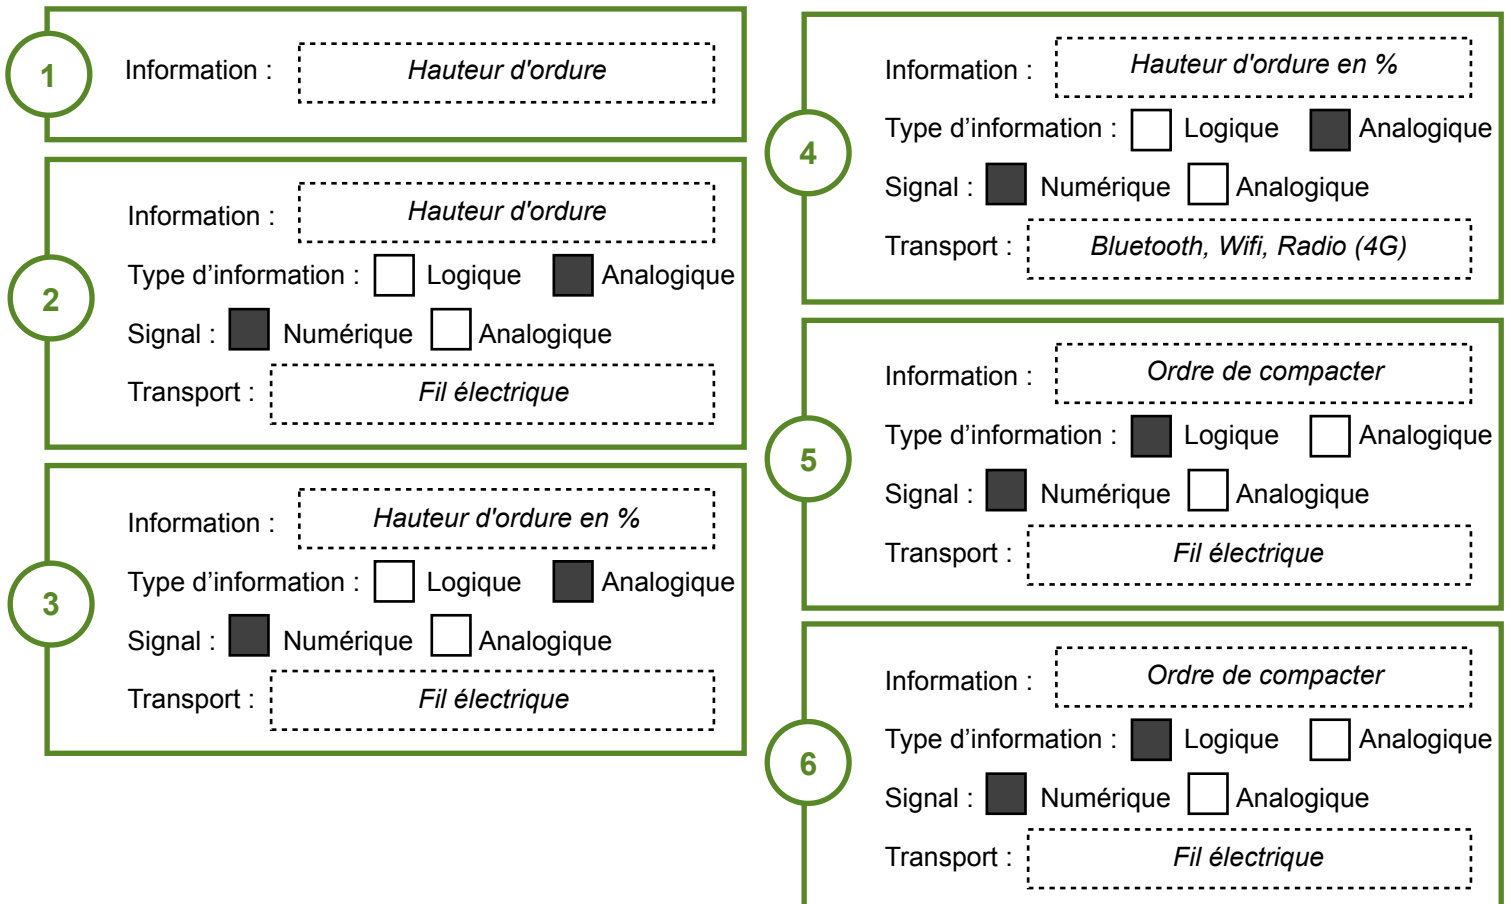 1
Information : Hauteur d'ordure
2
Information : Hauteur d'ordure
Type d’information : Logique Analogique
Signal : Numérique Analogique
Transport : Fil électrique
3
Information : Hauteur d'ordure en %
Type d’information : Logique Analogique
Signal : Numérique Analogique
Transport : Fil électrique
4
Information : Hauteur d'ordure en %
Type d’information : Logique Analogique
Signal : Numérique Analogique
Transport : Bluetooth, Wifi, Radio (4G)
5
Information : Ordre de compacter
Type d’information : Logique Analogique
Signal : Numérique Analogique
Transport : Fil électrique
6
Information : Ordre de compacter
Type d’information : Logique Analogique
Signal : Numérique Analogique
Transport : Fil électrique